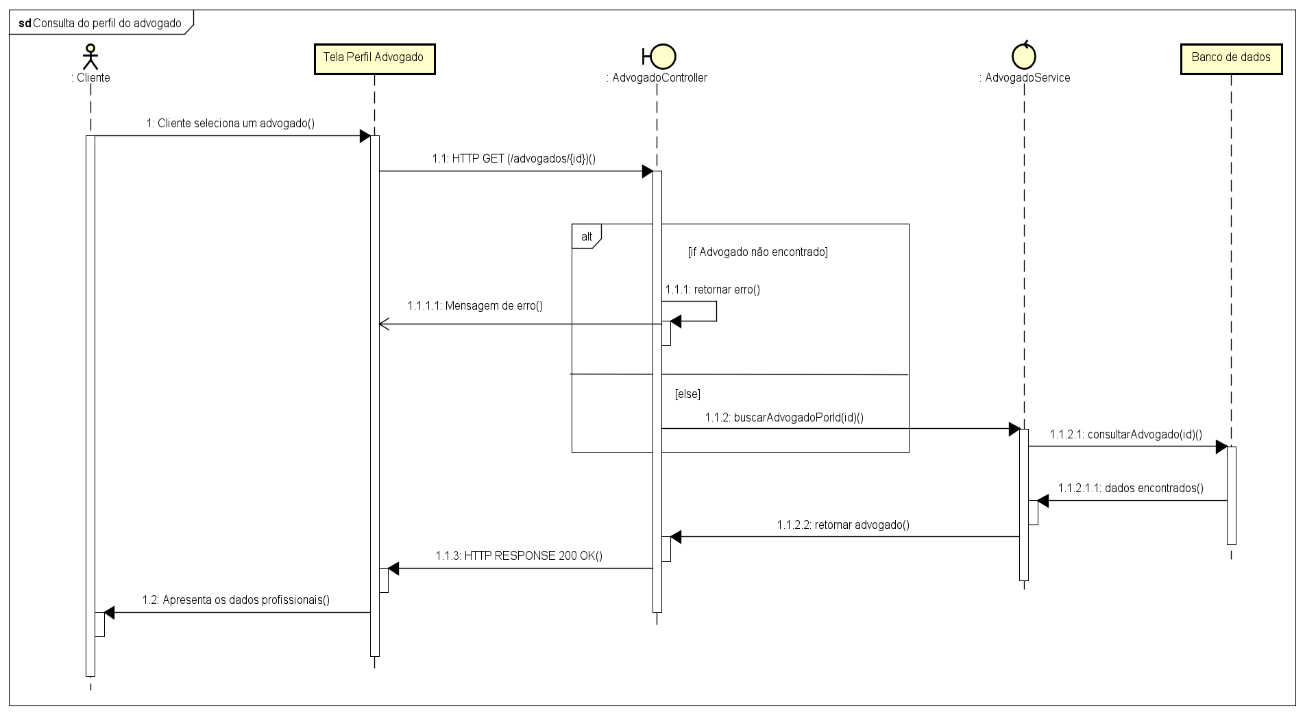 sd Consulta do perfil do advogado
: Cliente
Tela Perfil Advogado
: AdvogadoController
: AdvogadoService
Banco de dados
1: Cliente seleciona um advogado()
1.1: HTTP GET (/advogados/{id})()
alt
[if Advogado não encontrado]
1.1.1: retornar erro()
1.1.1.1: Mensagem de erro()
[else]
1.1.2: buscarAdvogadoPorId(id)()
1.1.2.1: consultarAdvogado(id)()
1.1.2.1.1: dados encontrados()
1.1.2.2: retornar advogado()
1.1.3: HTTP RESPONSE 200 OK()
1.2: Apresenta os dados profissionais()